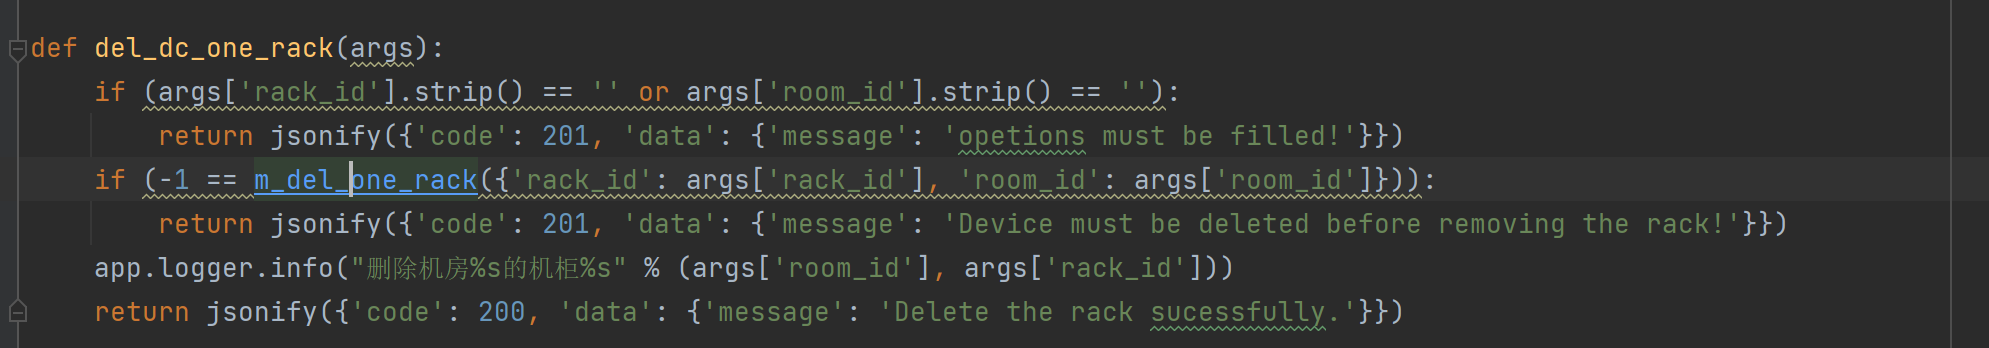 def del_dc_one_rack(args):
    if (args['rack_id'].strip() == '' or args['room_id'].strip() == ''):
        return jsonify({'code': 201, 'data': {'message': 'opetions must be filled!'}})
    if (-1 == m_del_one_rack({'rack_id': args['rack_id'], 'room_id': args['room_id']})):
        return jsonify({'code': 201, 'data': {'message': 'Device must be deleted before removing the rack!'}})
    app.logger.info("删除机房%s的机柜%s" % (args['room_id'], args['rack_id']))
    return jsonify({'code': 200, 'data': {'message': 'Delete the rack sucessfully.'}})